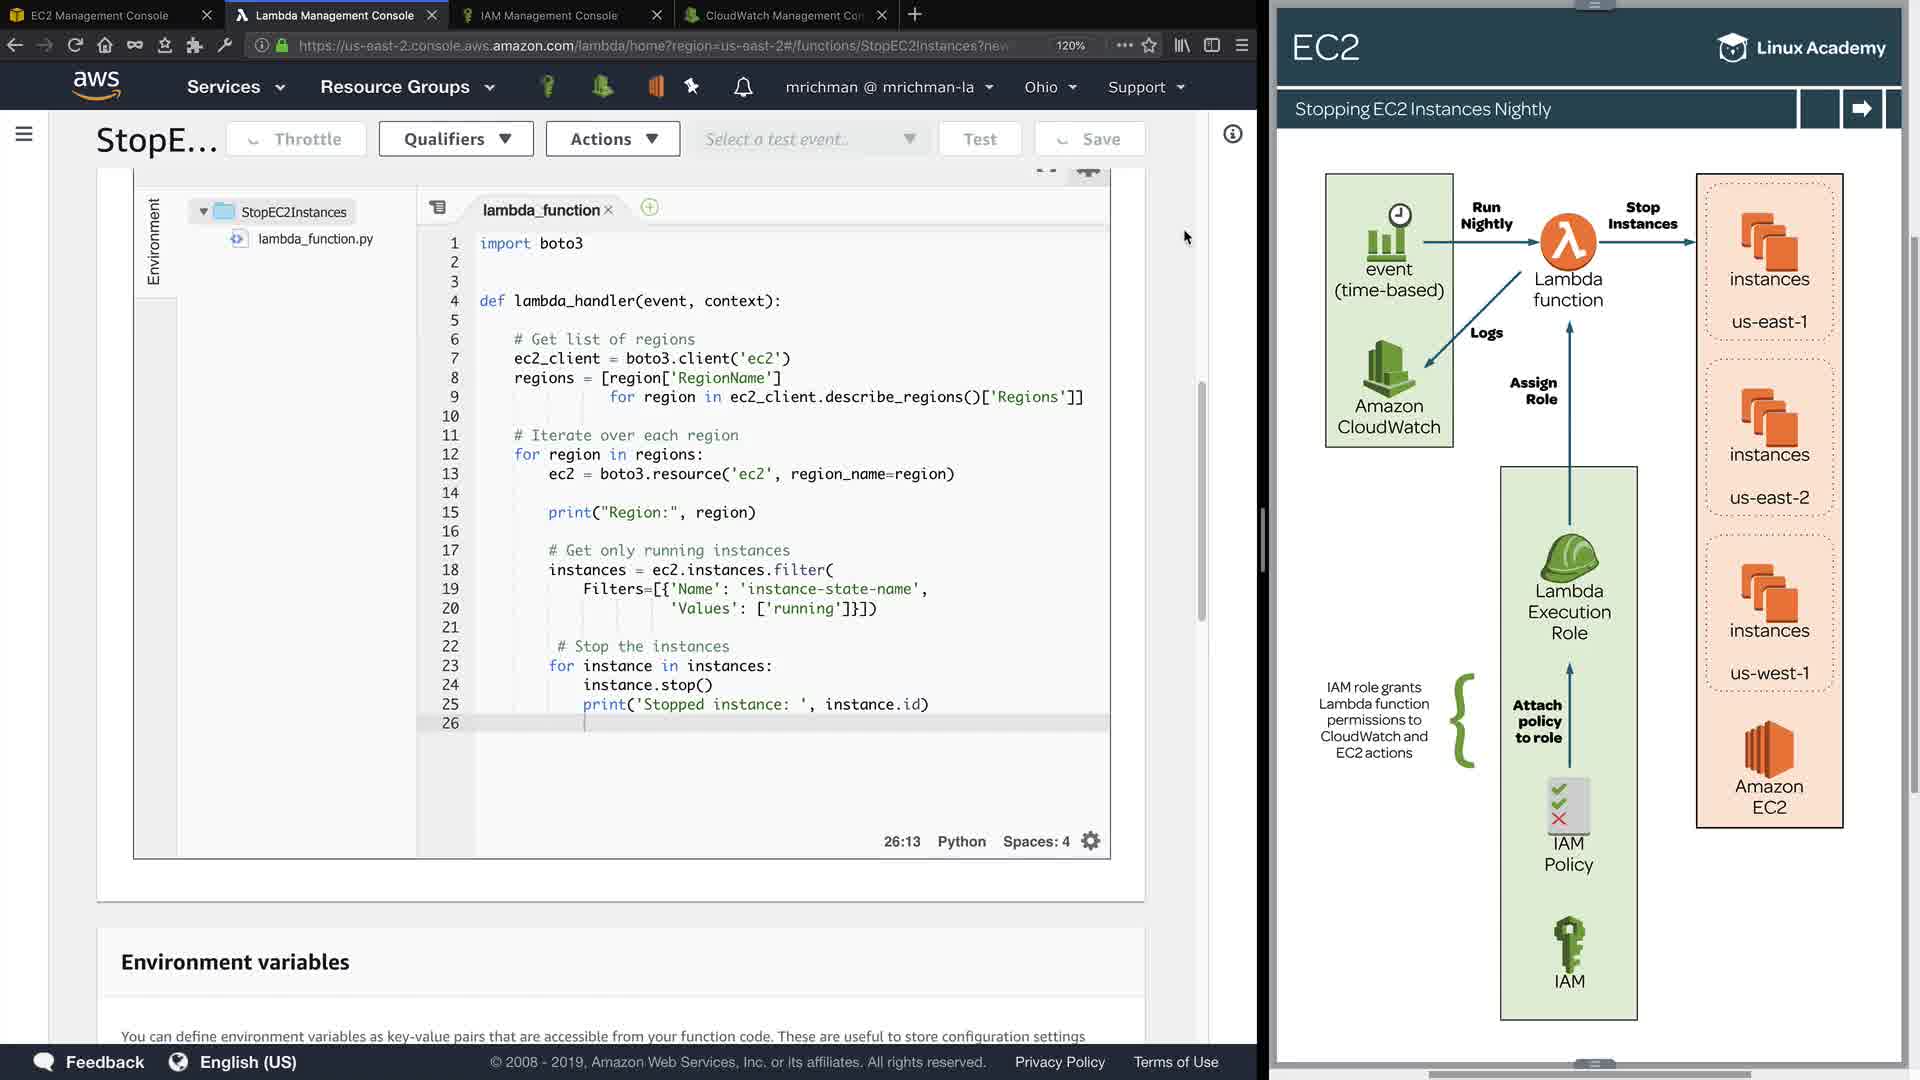 EC2 Management Console
Lambda Management Console
IAM Management Console
CloudWatch Management Con
https://us-east-2.console.aws.amazon.com/lambda/home?region=us-east-2#/functions/StopEC2Instances?new
120%
aws
Services
Resource Groups
mrichman @ mrichman-la
Ohio
Support
StopE...
Throttle
Qualifiers
Actions
Select a test event..
Test
Save
Environment
StopEC2Instances
lambda_function.py
lambda_function
1 import boto3
2
3
4 def lambda_handler(event, context):
5
6 # Get list of regions
7 ec2_client = boto3.client('ec2')
8 regions = [region['RegionName']
9 for region in ec2_client.describe_regions()['Regions']]
10
11 # Iterate over each region
12 for region in regions:
13 ec2 = boto3.resource('ec2', region_name=region)
14
15 print("Region:", region)
16
17 # Get only running instances
18 instances = ec2.instances.filter(
19 Filters=[{'Name': 'instance-state-name',
20 'Values': ['running']}])
21
22 # Stop the instances
23 for instance in instances:
24 instance.stop()
25 print('Stopped instance: ', instance.id)
26
26:13 Python Spaces: 4
Environment variables
You can define environment variables as key-value pairs that are accessible from your function code. These are useful to store configuration settings
Feedback
English (US)
© 2008 - 2019, Amazon Web Services, Inc. or its affiliates. All rights reserved.
Privacy Policy
Terms of Use
EC2
Linux Academy
Stopping EC2 Instances Nightly
event
(time-based)
Run
Nightly
Lambda
function
Stop
Instances
instances
us-east-1
Logs
Amazon
CloudWatch
Assign
Role
instances
us-east-2
Lambda
Execution
Role
instances
us-west-1
IAM role grants
Lambda function
permissions to
CloudWatch and
EC2 actions
Attach
policy
to role
Amazon
EC2
IAM
Policy
IAM